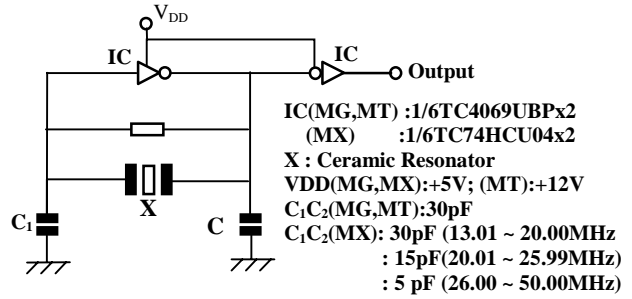 VDD
IC
IC
Output
IC(MG,MT) :1/6TC4069UBPx2
(MX) :1/6TC74HCU04x2
X : Ceramic Resonator
VDD(MG,MX):+5V; (MT):+12V
C1C2(MG,MT):30pF
C1C2(MX): 30pF (13.01 ~ 20.00MHz
: 15pF(20.01 ~ 25.99MHz)
: 5 pF (26.00 ~ 50.00MHz)
C1
X
C